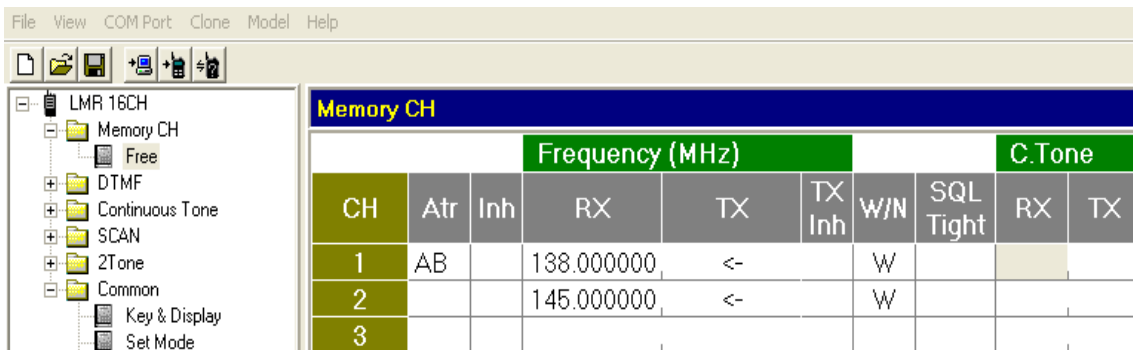 File View COM Port Clone Model Help
LMR 16CH
Memory CH
Free
DTMF
Continuous Tone
SCAN
2Tone
Common
Key & Display
Set Mode
Memory CH
Frequency (MHz) C.Tone
CH Atr Inh RX TX TX Inh W/N SQL Tight RX TX
1 AB 138.000000 <- W
2 145.000000 <- W
3